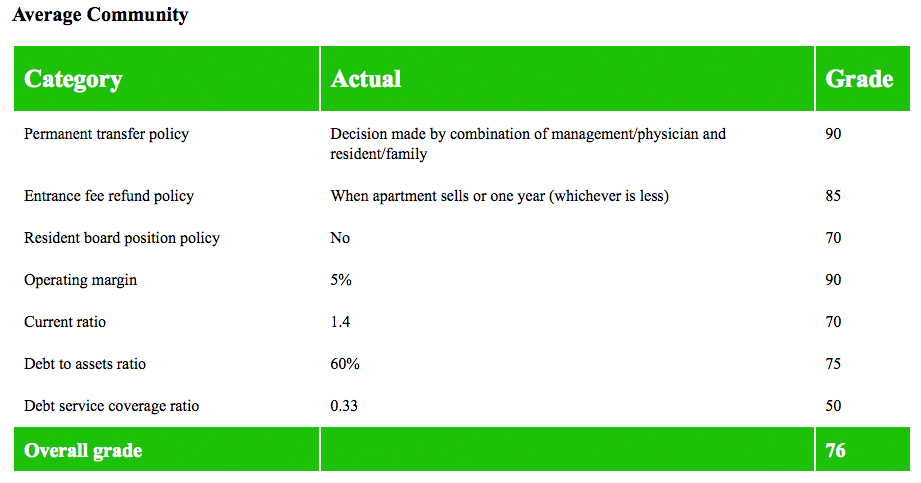 Average Community
Category Actual Grade
Permanent transfer policy Decision made by combination of management/physician and 90
resident/family
Entrance fee refund policy When apartment sells or one year (whichever is less) 85
Resident board position policy No 70
Operating margin 5% 90
Current ratio 1.4 70
Debt to assets ratio 60% 75
Debt service coverage ratio 0.33 50
Overall grade 76